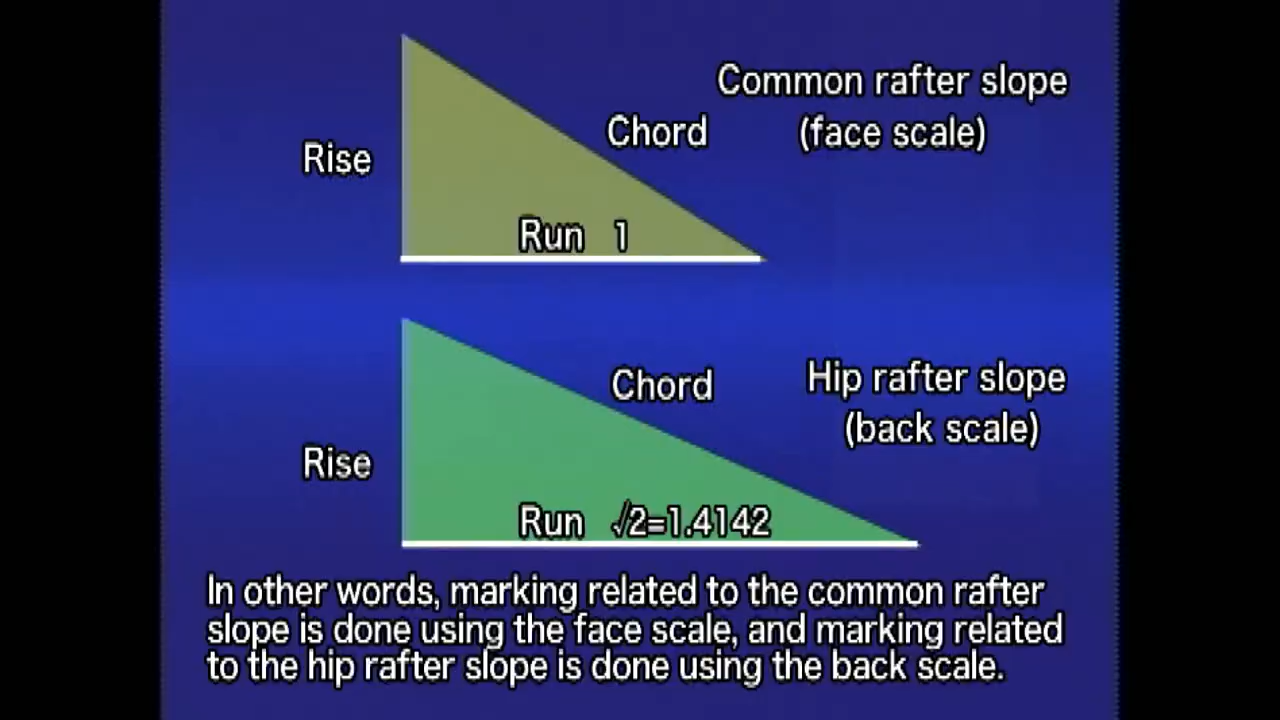 Common rafter slope
(face scale)
Chord
Rise
Run 1
Hip rafter slope
(back scale)
Chord
Rise
Run √2=1.4142
In other words, marking related to the common rafter
slope is done using the face scale, and marking related
to the hip rafter slope is done using the back scale.